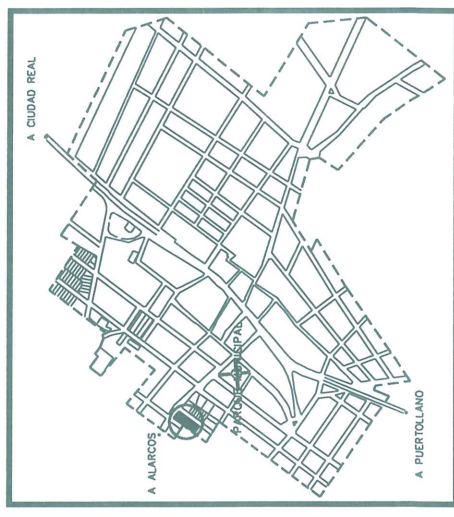 A CIUDAD REAL
A ALARCOS
PARQUE MUNICIPAL
A PUERTOLLANO